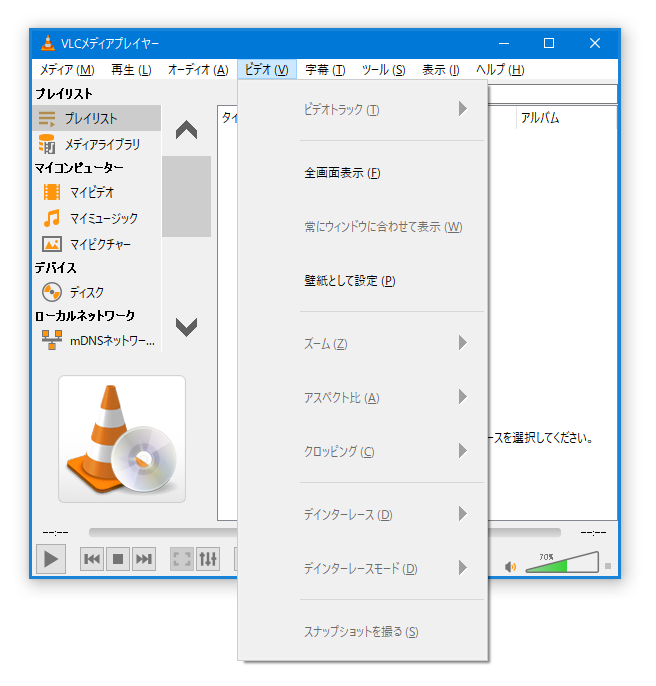 VLCメディアプレイヤー
メディア (M) 再生 (L) オーディオ (A) ビデオ (V) 字幕 (T) ツール (S) 表示 (I) ヘルプ (H)
プレイリスト
プレイリスト
メディアライブラリ
マイコンピューター
マイビデオ
マイミュージック
マイピクチャー
デバイス
ディスク
ローカルネットワーク
mDNSネットワー...
タイ
アルバム
ビデオトラック (T)
全画面表示 (F)
常にウィンドウに合わせて表示 (W)
壁紙として設定 (P)
ズーム (Z)
アスペクト比 (A)
クロッピング (C)
デインターレース (D)
デインターレースモード (D)
スナップショットを撮る (S)
ースを選択してください。
--:-- --:--
70%